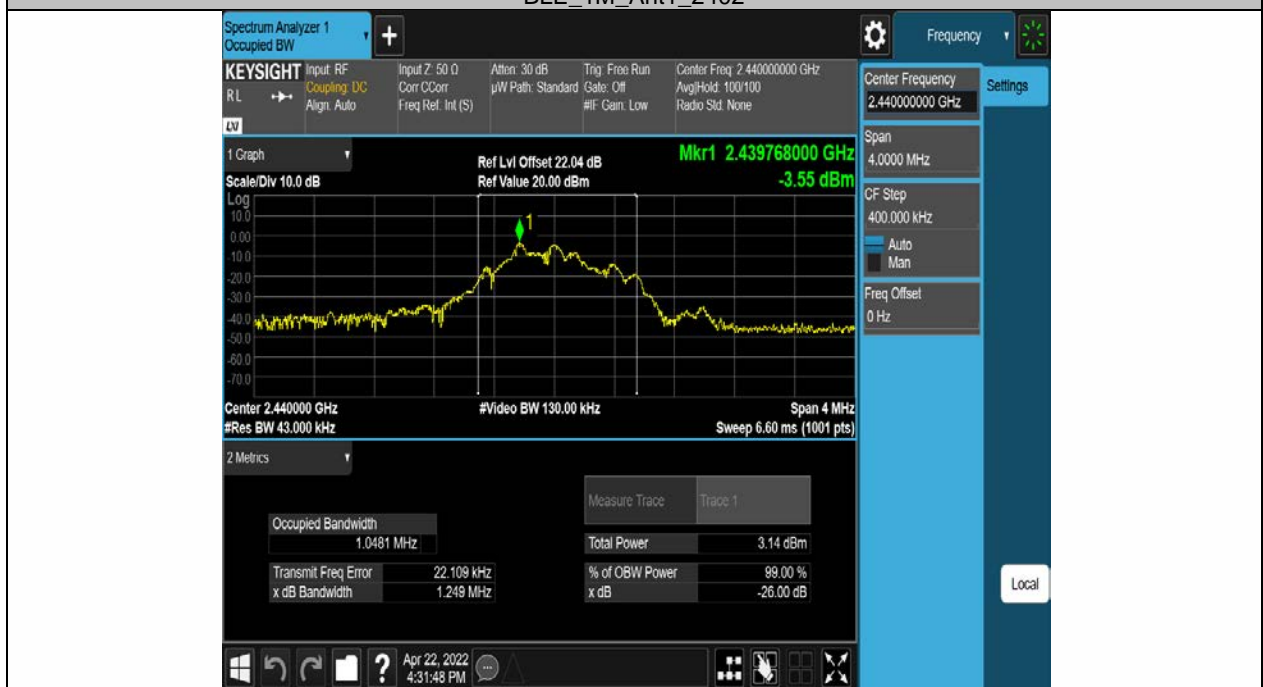 Spectrum Analyzer 1
Occupied BW
+
Frequency
KEYSIGHT
RL
LXI
Input: RF
Coupling: DC
Align: Auto
Input Z: 50 Ω
Corr CCorr
Freq Ref: Int (S)
Atten: 30 dB
µW Path: Standard
Trig: Free Run
Gate: Off
#IF Gain: Low
Center Freq: 2.440000000 GHz
Avg|Hold: 100/100
Radio Std: None
Center Frequency
2.440000000 GHz
Settings
Span
4.0000 MHz
CF Step
400.000 kHz
Auto
Man
Freq Offset
0 Hz
1 Graph
Ref Lvl Offset 22.04 dB
Mkr1 2.439768000 GHz
Scale/Div 10.0 dB
Ref Value 20.00 dBm
-3.55 dBm
Log
10.0
0.00
-10.0
-20.0
-30.0
-40.0
-50.0
-60.0
-70.0
1
Center 2.440000 GHz
#Video BW 130.00 kHz
Span 4 MHz
#Res BW 43.000 kHz
Sweep 6.60 ms (1001 pts)
2 Metrics
Measure Trace
Trace 1
Occupied Bandwidth
1.0481 MHz
Total Power
3.14 dBm
Transmit Freq Error
22.109 kHz
% of OBW Power
99.00 %
x dB Bandwidth
1.249 MHz
x dB
-26.00 dB
Local
?
Apr 22, 2022
4:31:48 PM